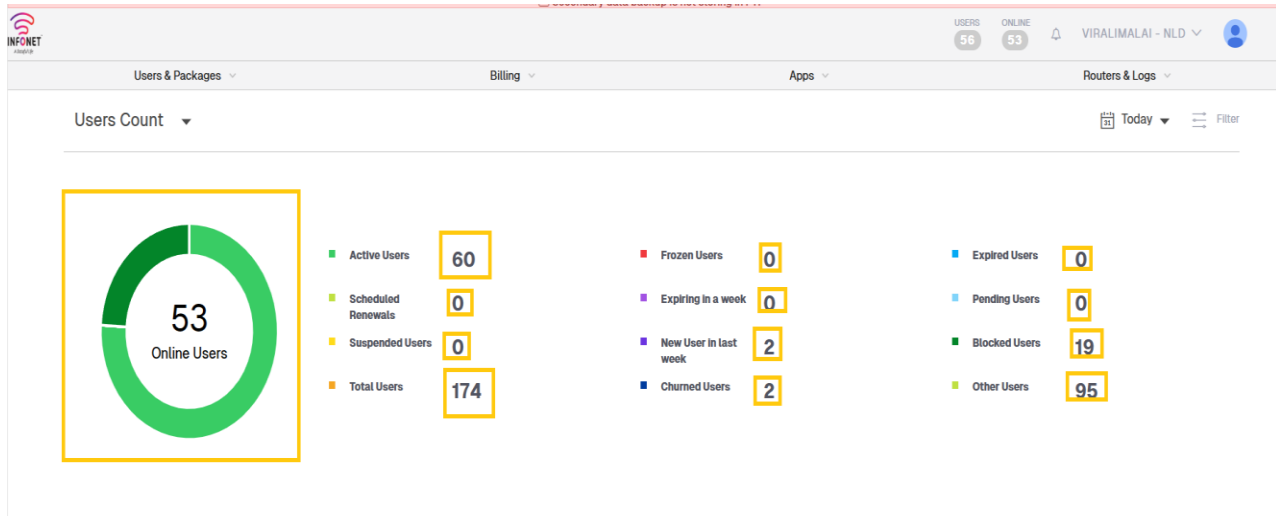 INFONET
USERS
ONLINE
56
53
VIRALIMALAI - NLD
Users & Packages
Billing
Apps
Routers & Logs
Users Count
31
Today
Filter
53
Online Users
Active Users
60
Frozen Users
0
Expired Users
0
Scheduled
Renewals
0
Expiring in a week
0
Pending Users
0
Suspended Users
0
New User in last
week
2
Blocked Users
19
Total Users
174
Churned Users
2
Other Users
95